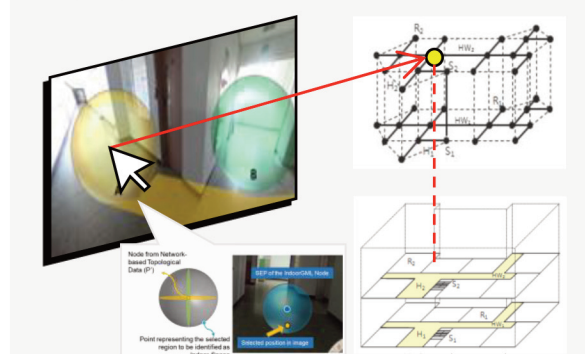 R₂
HW₂
S₂
H₂
R₁
HW₁
H₁
S₁
Node from Network-
based Topological
Data (P')
Point representing the selected
region to be identified as
SEP of the IndoorGML Node
Selected position in image
R₂
HW₂
H₂
S₂
R₁
HW₁
H₁